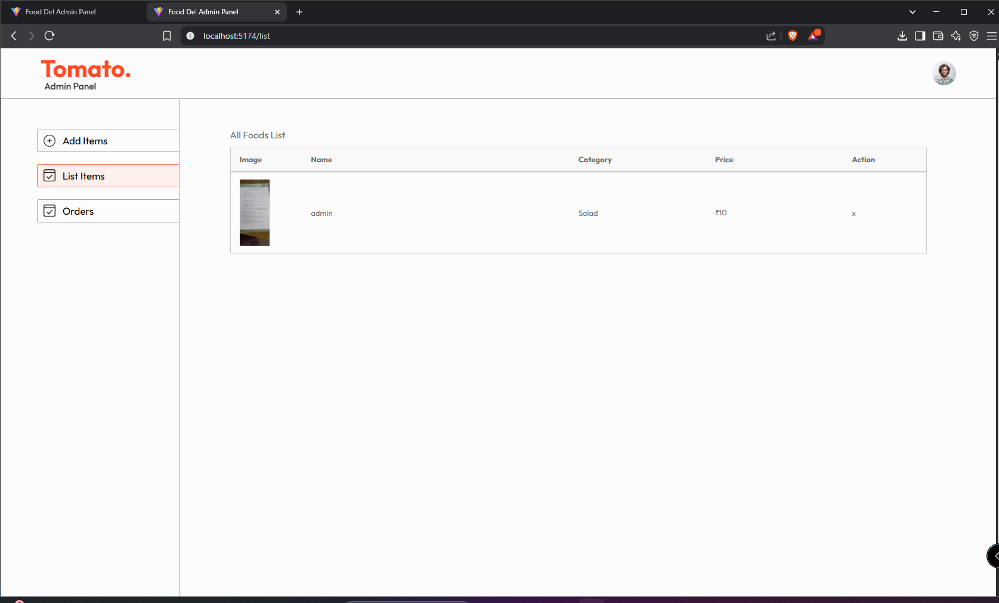 Food Del Admin Panel
Food Del Admin Panel
localhost:5174/list
1
Tomato.
Admin Panel
Add Items
List Items
Orders
All Foods List
Image Name Category Price Action
admin Salad ₹10 x